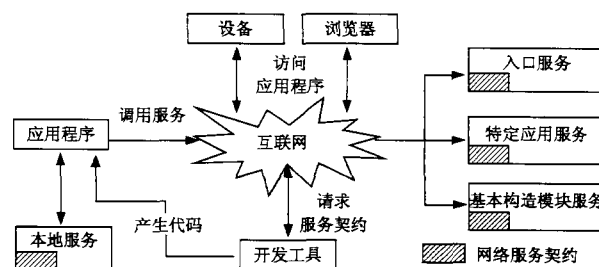 设备
浏览器
访问
应用程序
入口服务
调用服务
应用程序
互联网
特定应用服务
请求
服务契约
产生代码
基本构造模块服务
本地服务
开发工具
网络服务契约